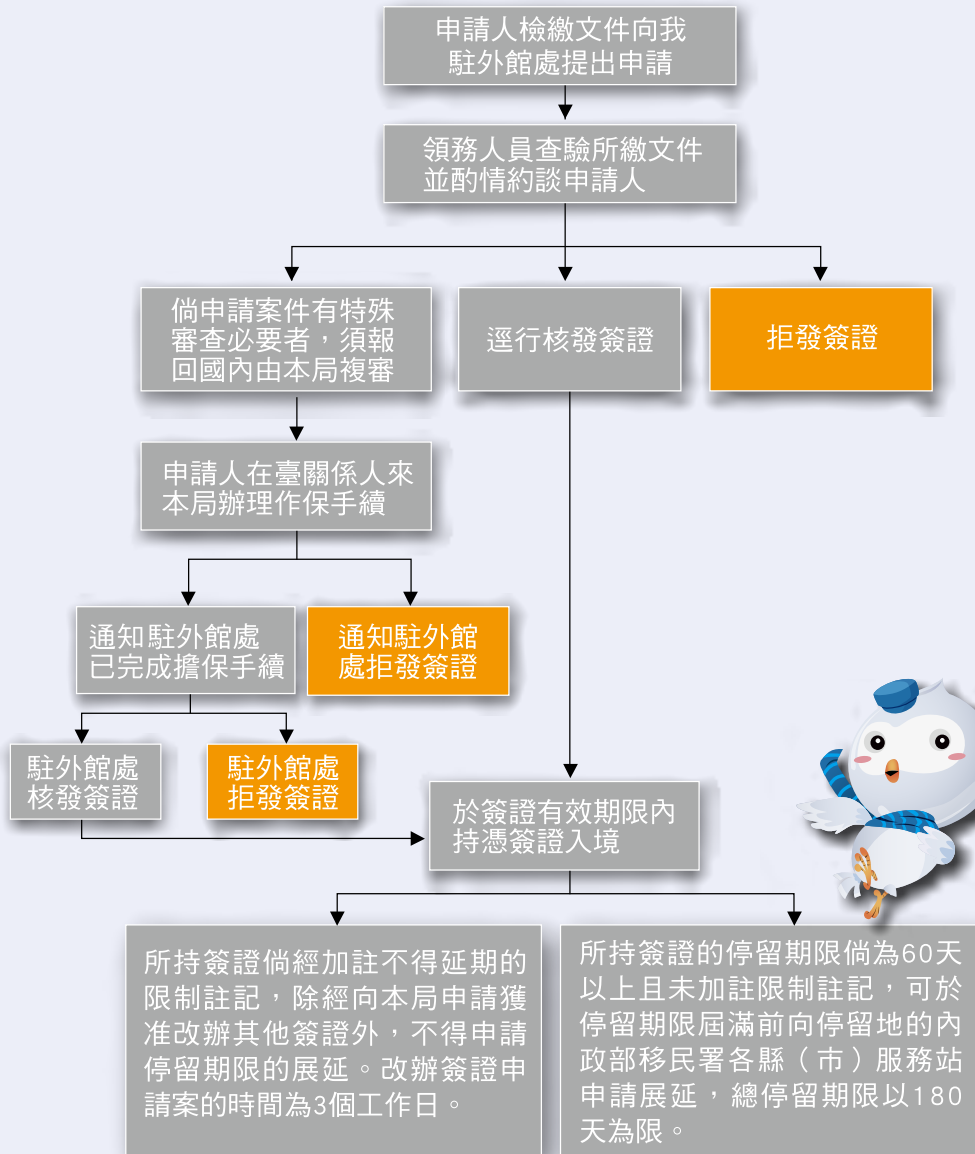 申請人檢繳文件向我
駐外館處提出申請
領務人員查驗所繳文件
並酌情約談申請人
倘申請案件有特殊
審查必要者，須報
回國內由本局複審
逕行核發簽證
拒發簽證
申請人在臺關係人來
本局辦理作保手續
通知駐外館處
已完成擔保手續
通知駐外館
處拒發簽證
駐外館處
核發簽證
駐外館處
拒發簽證
於簽證有效期限內
持憑簽證入境
所持簽證倘經加註不得延期的
限制註記，除經向本局申請獲
准改辦其他簽證外，不得申請
停留期限的展延。改辦簽證申
請案的時間為3個工作日。
所持簽證的停留期限倘為60天
以上且未加註限制註記，可於
停留期限屆滿前向停留地的內
政部移民署各縣（市）服務站
申請展延，總停留期限以180
天為限。